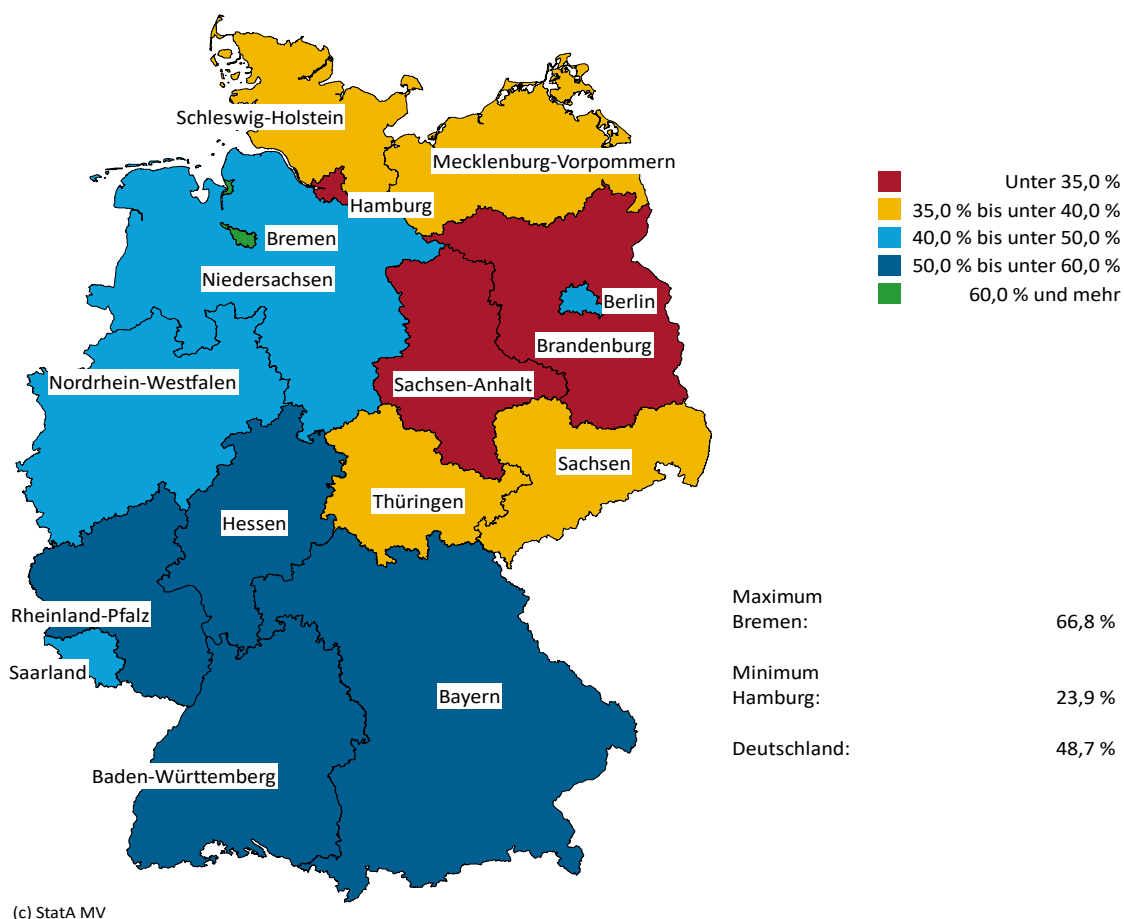 Schleswig-Holstein
Mecklenburg-Vorpommern
Hamburg
Bremen
Niedersachsen
Berlin
Brandenburg
Nordrhein-Westfalen
Sachsen-Anhalt
Sachsen
Thüringen
Hessen
Rheinland-Pfalz
Saarland
Bayern
Baden-Württemberg
Unter 35,0 %
35,0 % bis unter 40,0 %
40,0 % bis unter 50,0 %
50,0 % bis unter 60,0 %
60,0 % und mehr
Maximum
Bremen: 66,8 %
Minimum
Hamburg: 23,9 %
Deutschland: 48,7 %
(c) StatA MV